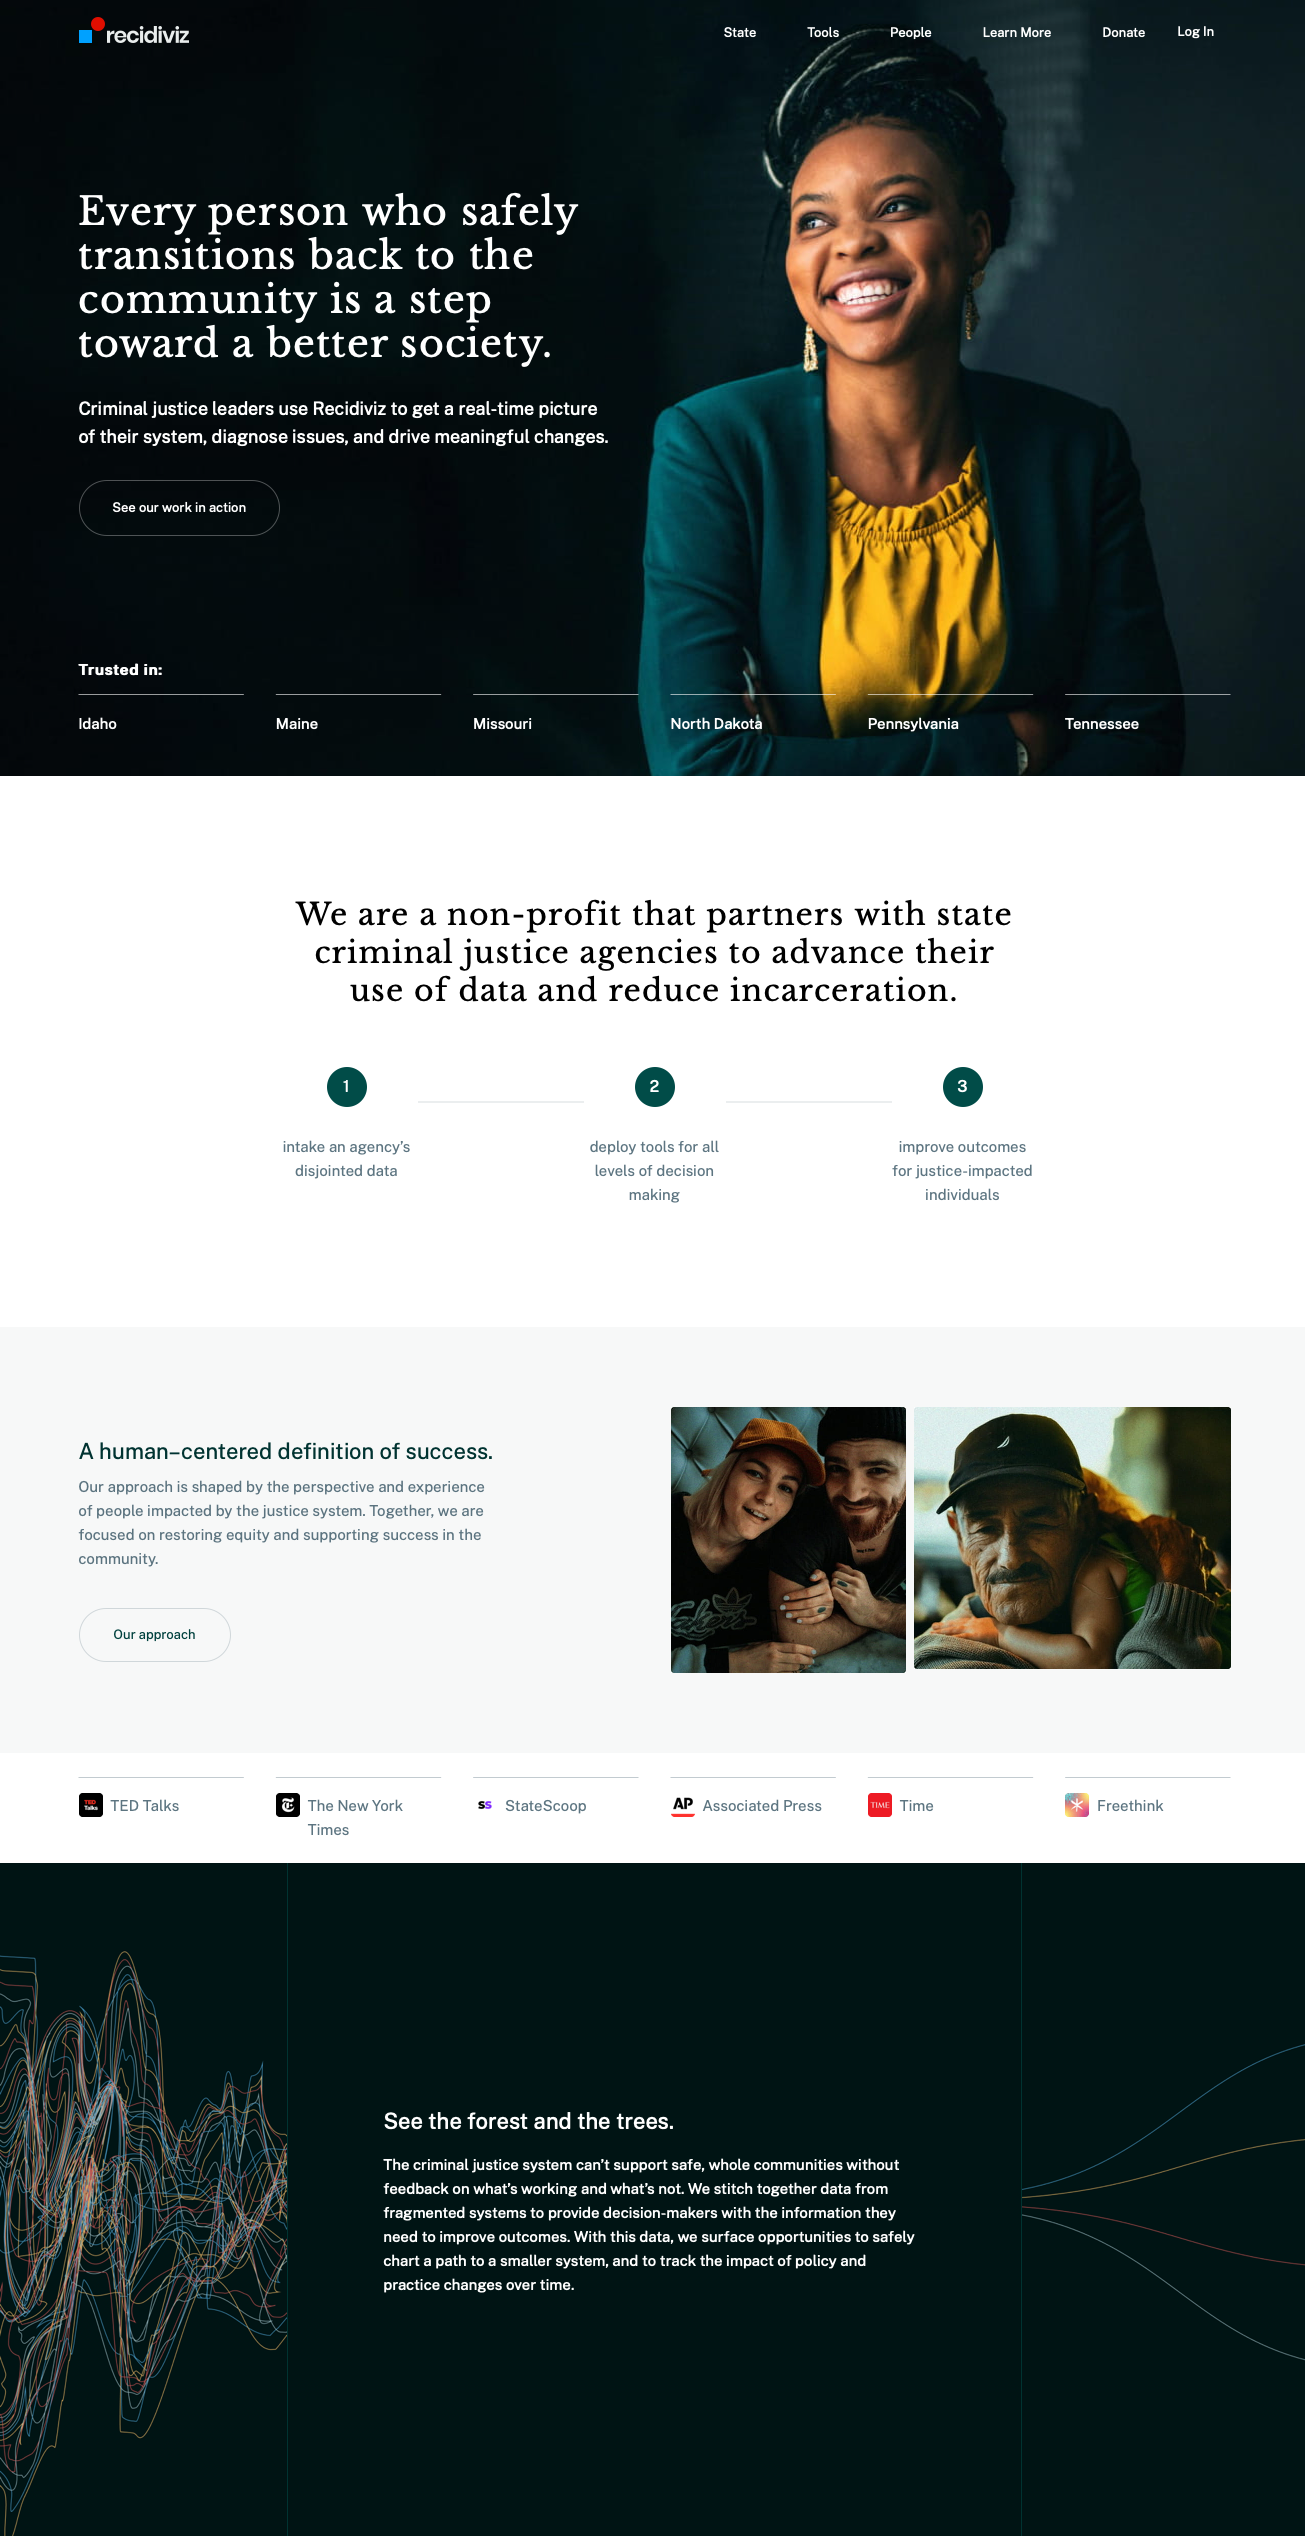 recidiviz
State Tools People Learn More Donate Log In
Every person who safely
transitions back to the
community is a step
toward a better society.
Criminal justice leaders use Recidiviz to get a real-time picture
of their system, diagnose issues, and drive meaningful changes.
See our work in action
Trusted in:
Idaho Maine Missouri North Dakota Pennsylvania Tennessee
We are a non-profit that partners with state
criminal justice agencies to advance their
use of data and reduce incarceration.
1
intake an agency’s
disjointed data
2
deploy tools for all
levels of decision
making
3
improve outcomes
for justice-impacted
individuals
A human–centered definition of success.
Our approach is shaped by the perspective and experience
of people impacted by the justice system. Together, we are
focused on restoring equity and supporting success in the
community.
Our approach
TED Talks
TED Talks
The New York
Times
SS
StateScoop
AP
Associated Press
TIME
Time
Freethink
See the forest and the trees.
The criminal justice system can’t support safe, whole communities without
feedback on what’s working and what’s not. We stitch together data from
fragmented systems to provide decision-makers with the information they
need to improve outcomes. With this data, we surface opportunities to safely
chart a path to a smaller system, and to track the impact of policy and
practice changes over time.